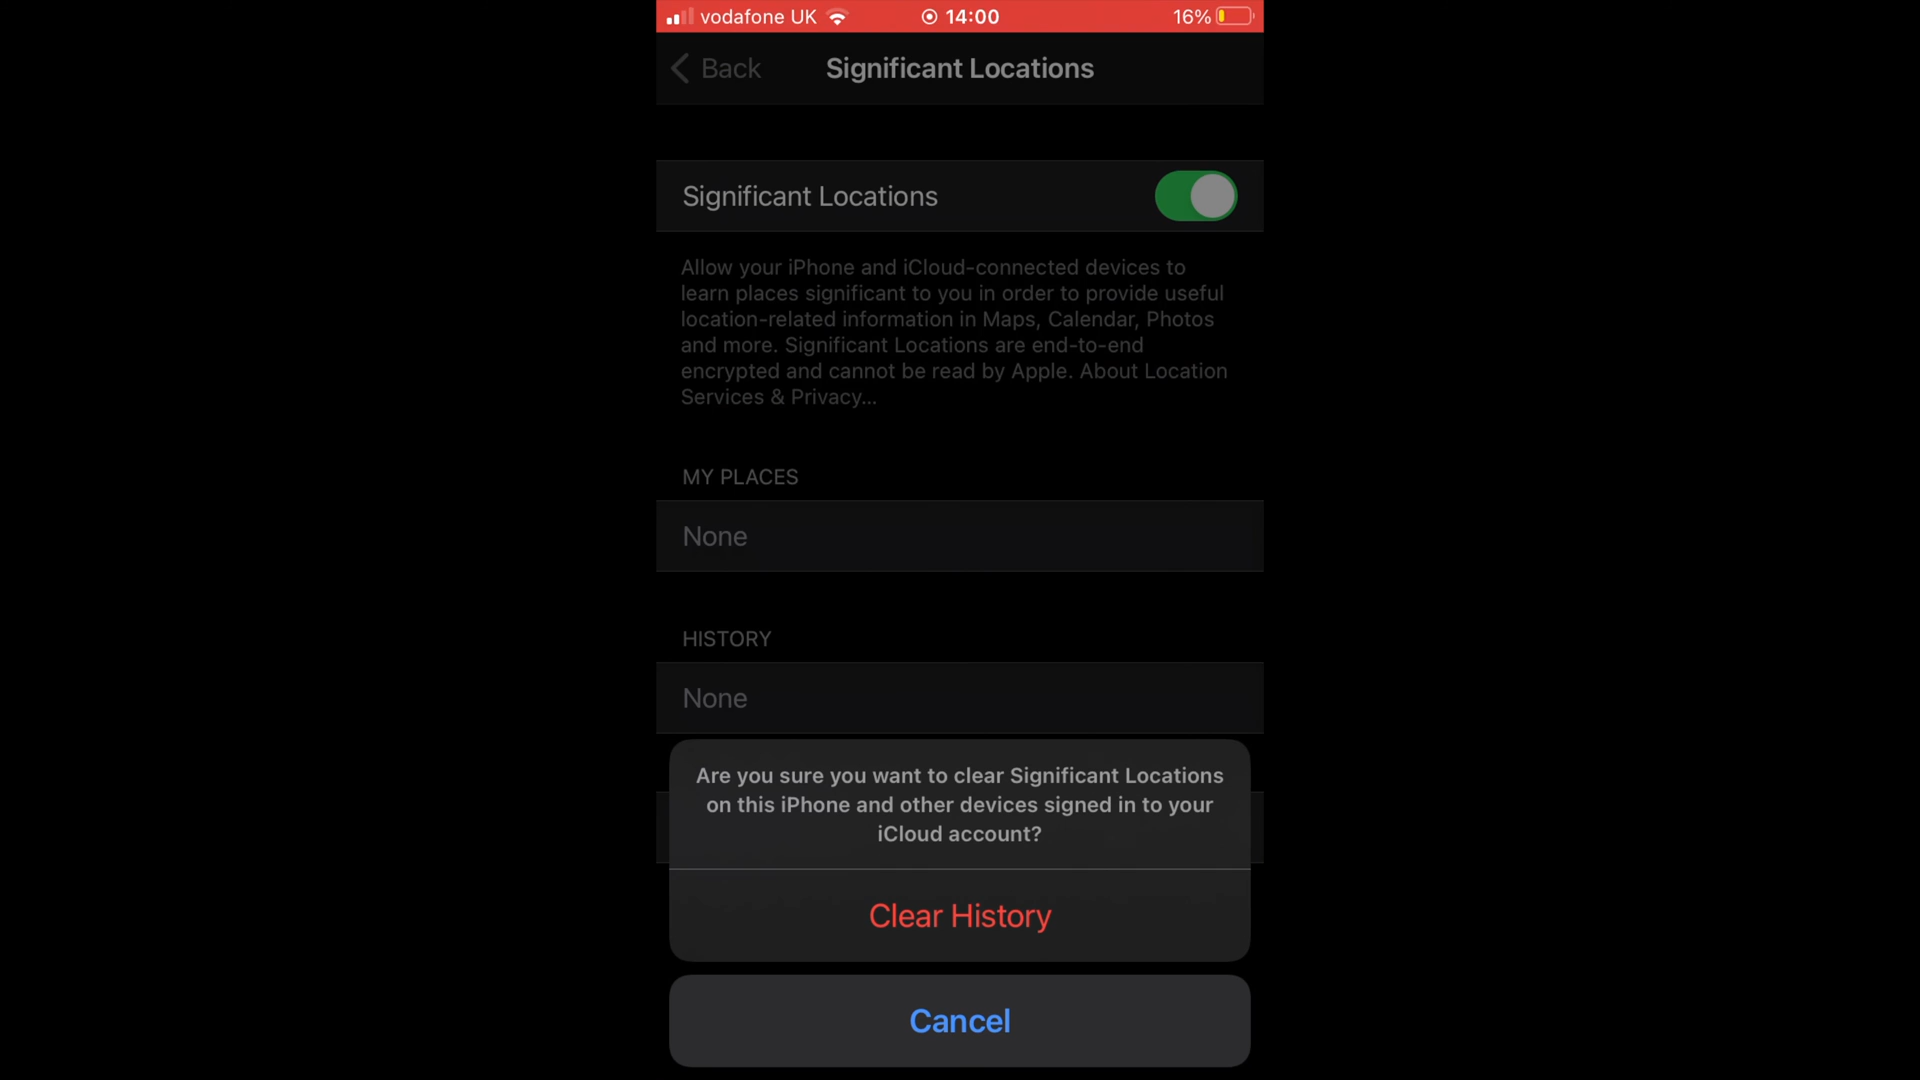 vodafone UK 14:00 16%
Back Significant Locations
Significant Locations
Allow your iPhone and iCloud-connected devices to
learn places significant to you in order to provide useful
location-related information in Maps, Calendar, Photos
and more. Significant Locations are end-to-end
encrypted and cannot be read by Apple. About Location
Services & Privacy...
MY PLACES
None
HISTORY
None
Are you sure you want to clear Significant Locations
on this iPhone and other devices signed in to your
iCloud account?
Clear History
Cancel